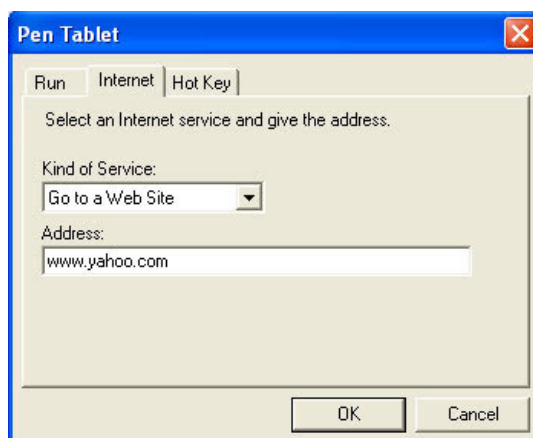 Pen Tablet
Run Internet Hot Key
Select an Internet service and give the address.
Kind of Service:
Go to a Web Site
Address:
www.yahoo.com
OK Cancel